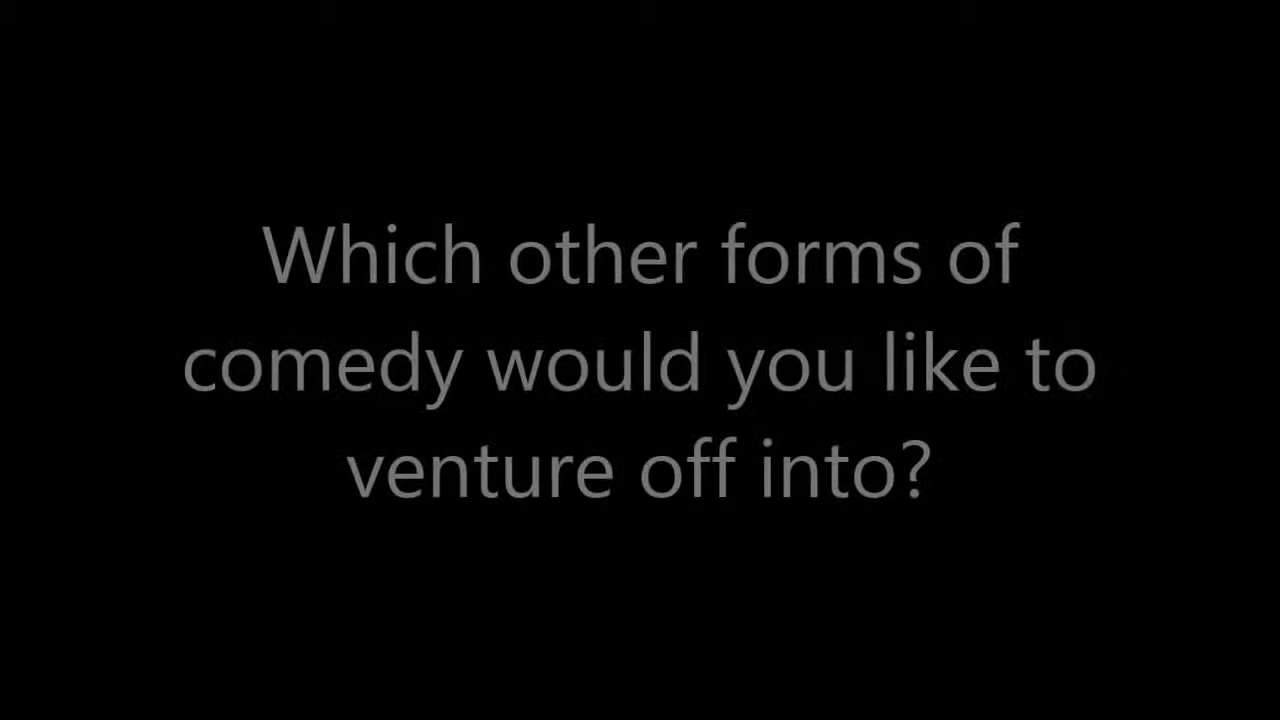 Which other forms of
comedy would you like to
venture off into?